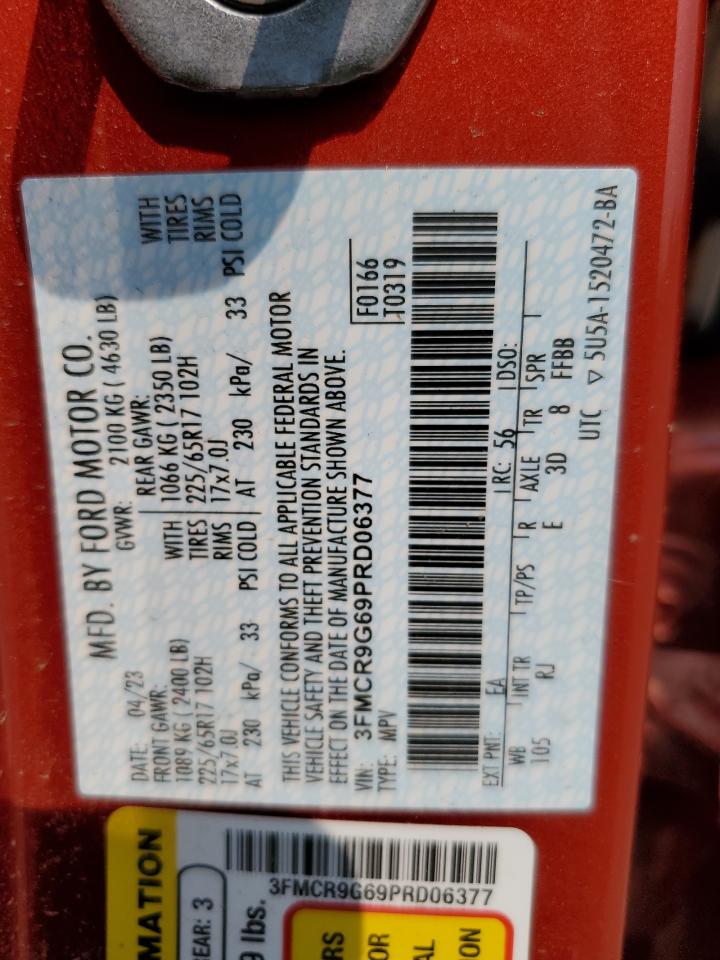 MFD. BY FORD MOTOR CO.
DATE: 04/23 GVWR: 2100 KG ( 4630 LB)
FRONT GAWR: REAR GAWR:
1089 KG ( 2400 LB) WITH 1066 KG ( 2350 LB) WITH
225/65R17 102H TIRES 225/65R17 102H TIRES
17x7.0J RIMS 17x7.0J RIMS
AT 230 kPa/ 33 PSI COLD AT 230 kPa/ 33 PSI COLD
THIS VEHICLE CONFORMS TO ALL APPLICABLE FEDERAL MOTOR
VEHICLE SAFETY AND THEFT PREVENTION STANDARDS IN
EFFECT ON THE DATE OF MANUFACTURE SHOWN ABOVE.
VIN: 3FMCR9G69PRD06377 F0166
TYPE: MPV T0319
EXT PNT: EA RC: 56 DSO:
WB INT TR TP/PS R AXLE TR SPR
105 RJ E 3D 8 FFBB
UTC ▽ 5U5A-1520472-BA
MATION
EAR: 3
9 lbs.
3FMCR9G69PRD06377
RS
OR
AL
ON